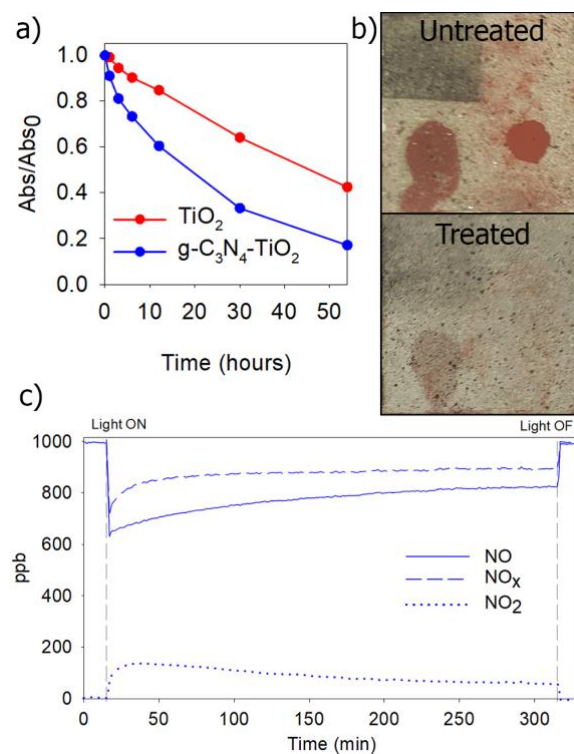 a)
1.0
0.8
0.6
0.4
0.2
0.0
Abs/Abs₀
TiO₂
g-C₃N₄-TiO₂
0 10 20 30 40 50
Time (hours)
b)
Untreated
Treated
c)
Light ON
Light OF
1000
800
600
400
200
0
ppb
NO
NOₓ
NO₂
0 50 100 150 200 250 300
Time (min)